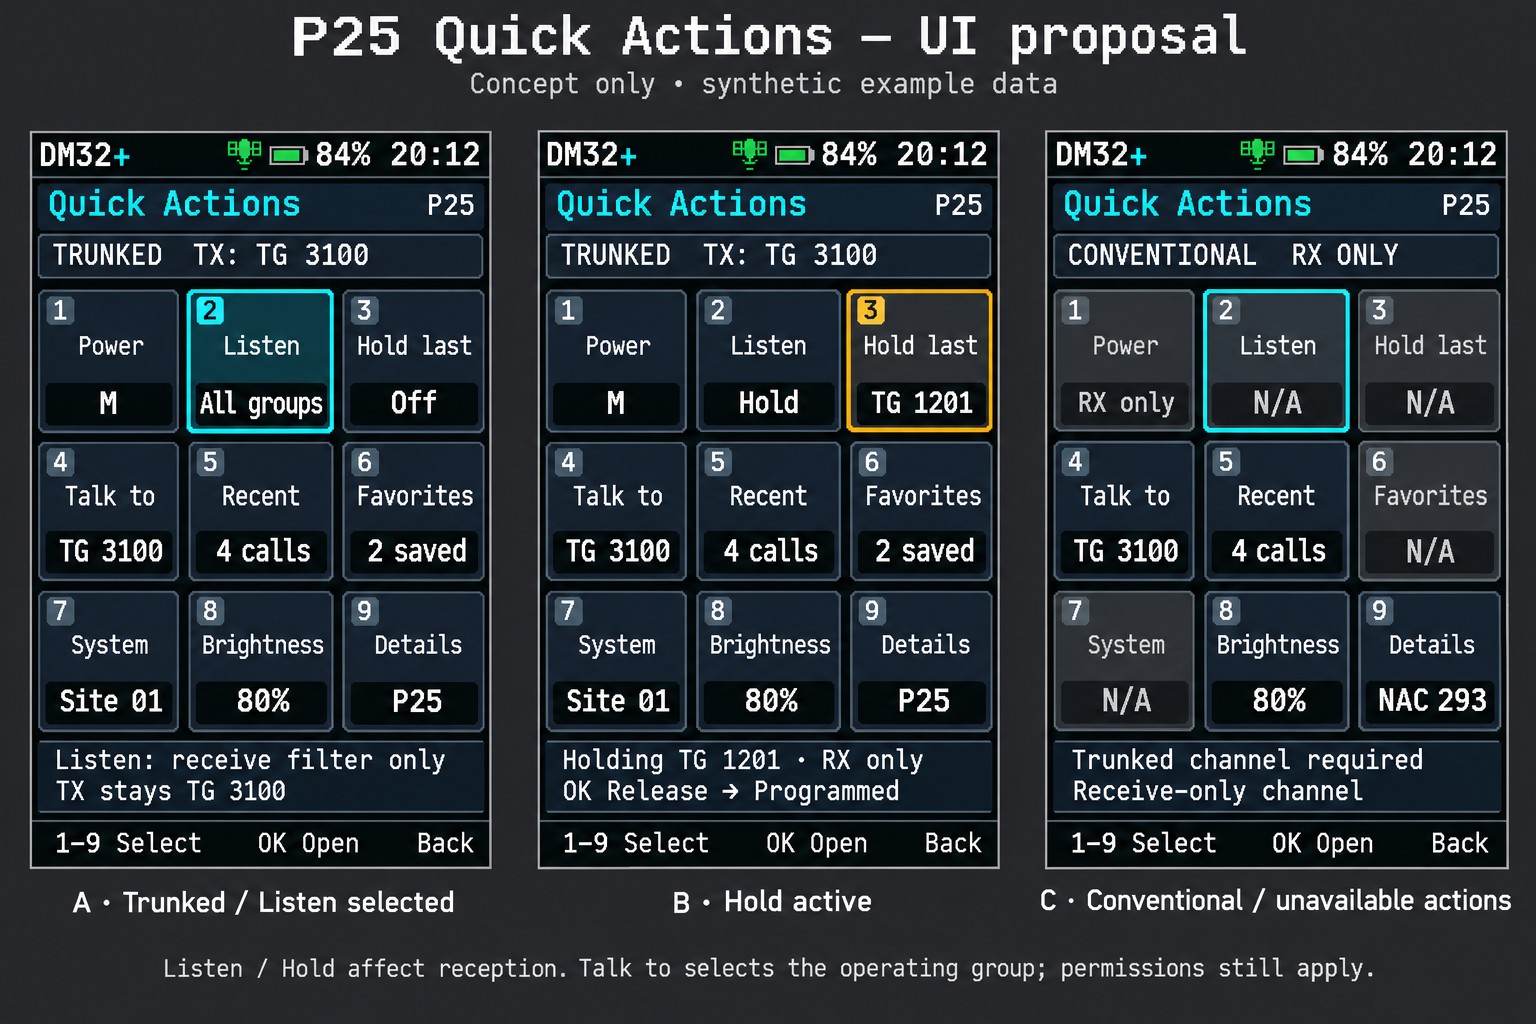 P25 Quick Actions — UI proposal
Concept only • synthetic example data
DM32+ 84% 20:12
Quick Actions P25
TRUNKED TX: TG 3100
1 Power M
2 Listen All groups
3 Hold last Off
4 Talk to TG 3100
5 Recent 4 calls
6 Favorites 2 saved
7 System Site 01
8 Brightness 80%
9 Details P25
Listen: receive filter only
TX stays TG 3100
1–9 Select OK Open Back
A · Trunked / Listen selected
DM32+ 84% 20:12
Quick Actions P25
TRUNKED TX: TG 3100
1 Power M
2 Listen Hold
3 Hold last TG 1201
4 Talk to TG 3100
5 Recent 4 calls
6 Favorites 2 saved
7 System Site 01
8 Brightness 80%
9 Details P25
Holding TG 1201 · RX only
OK Release → Programmed
1–9 Select OK Open Back
B · Hold active
DM32+ 84% 20:12
Quick Actions P25
CONVENTIONAL RX ONLY
1 Power RX only
2 Listen N/A
3 Hold last N/A
4 Talk to TG 3100
5 Recent 4 calls
6 Favorites N/A
7 System N/A
8 Brightness 80%
9 Details NAC 293
Trunked channel required
Receive–only channel
1–9 Select OK Open Back
C · Conventional / unavailable actions
Listen / Hold affect reception. Talk to selects the operating group; permissions still apply.